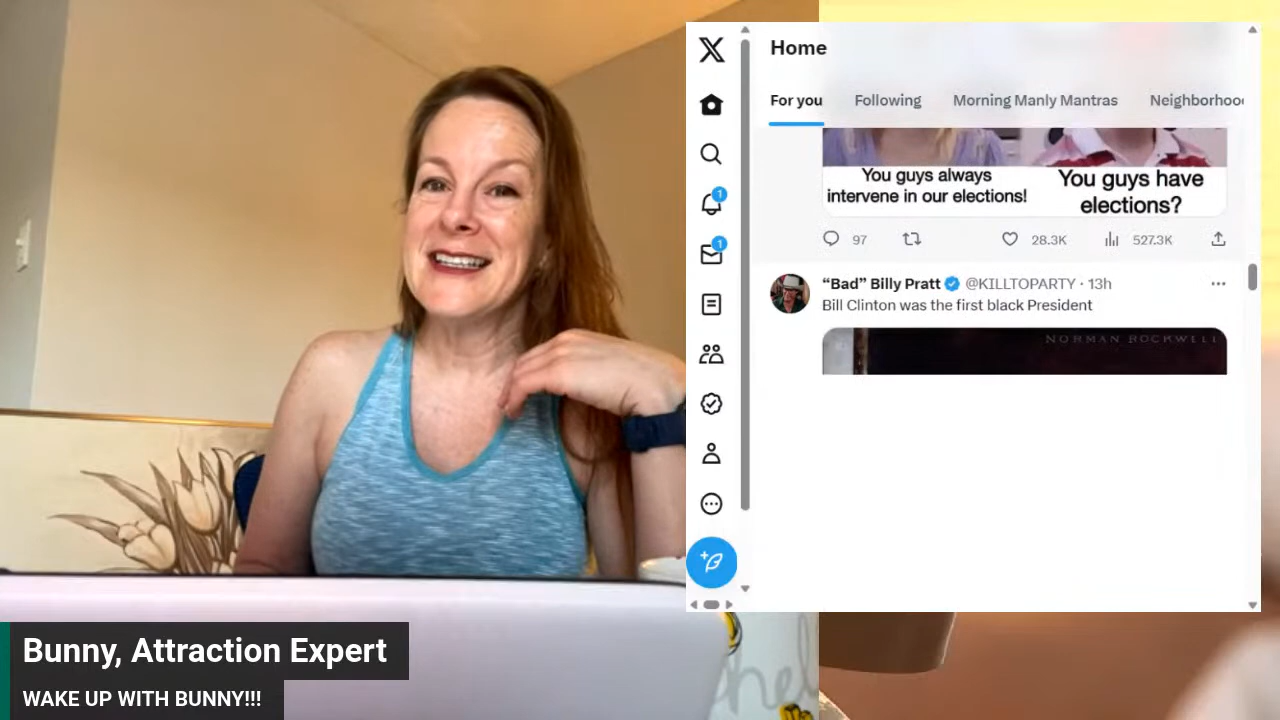 Home
For you Following Morning Manly Mantras
You guys always
intervene in our elections!
You guys have
elections?
97 28.3K 527.3K
“Bad” Billy Pratt @KILLTOPARTY · 13h
Bill Clinton was the first black President
NORMAN ROCKWELL
1
1
Bunny, Attraction Expert
WAKE UP WITH BUNNY!!!